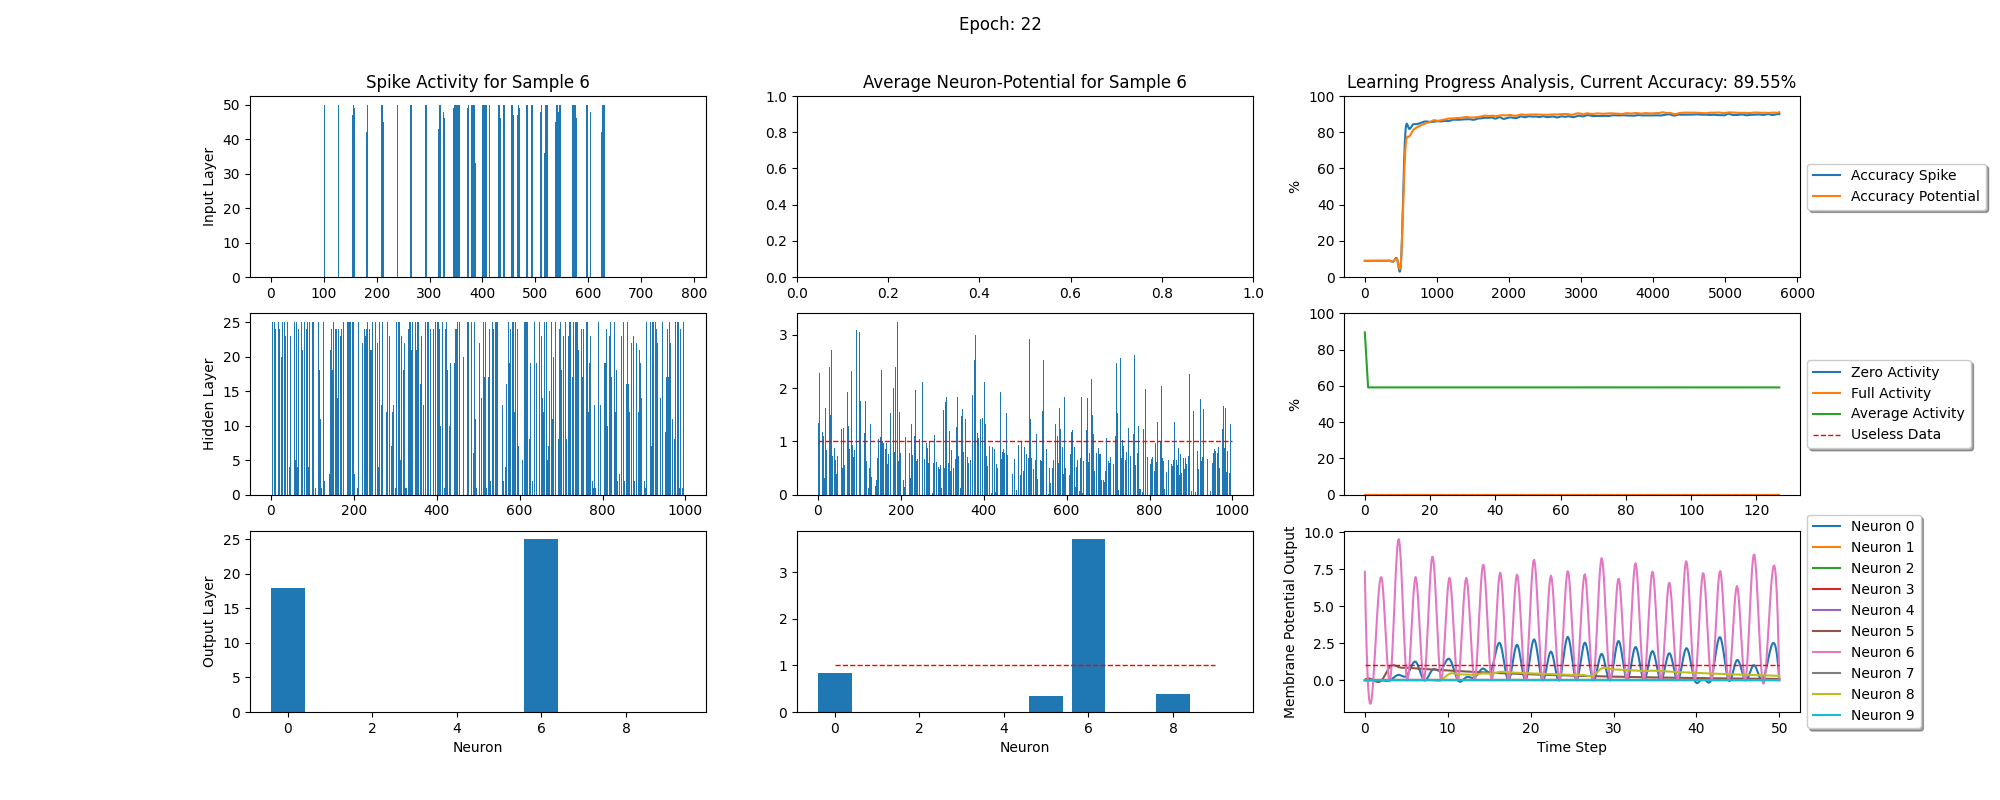 Epoch: 22
Spike Activity for Sample 6
Input Layer
50
40
30
20
10
0
0 100 200 300 400 500 600 700 800
Average Neuron-Potential for Sample 6
1.0
0.8
0.6
0.4
0.2
0.0
0.0 0.2 0.4 0.6 0.8 1.0
Learning Progress Analysis, Current Accuracy: 89.55%
%
100
80
60
40
20
0
0 1000 2000 3000 4000 5000 6000
Accuracy Spike
Accuracy Potential
Hidden Layer
25
20
15
10
5
0
0 200 400 600 800 1000
3
2
1
0
0 200 400 600 800 1000
%
100
80
60
40
20
0
0 20 40 60 80 100 120
Zero Activity
Full Activity
Average Activity
Useless Data
Output Layer
25
20
15
10
5
0
0 2 4 6 8
Neuron
3
2
1
0
0 2 4 6 8
Neuron
Membrane Potential Output
10.0
7.5
5.0
2.5
0.0
0 10 20 30 40 50
Time Step
Neuron 0
Neuron 1
Neuron 2
Neuron 3
Neuron 4
Neuron 5
Neuron 6
Neuron 7
Neuron 8
Neuron 9